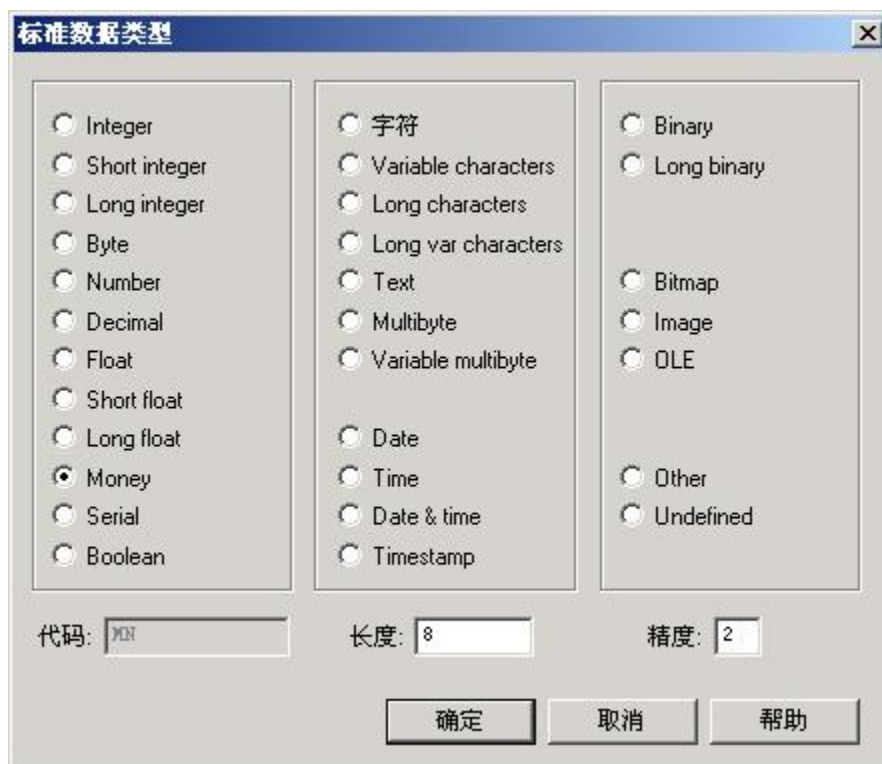 标准数据类型
Integer
Short integer
Long integer
Byte
Number
Decimal
Float
Short float
Long float
Money
Serial
Boolean
字符
Variable characters
Long characters
Long var characters
Text
Multibyte
Variable multibyte
Date
Time
Date & time
Timestamp
Binary
Long binary
Bitmap
Image
OLE
Other
Undefined
代码: MN
长度: 8
精度: 2
确定
取消
帮助